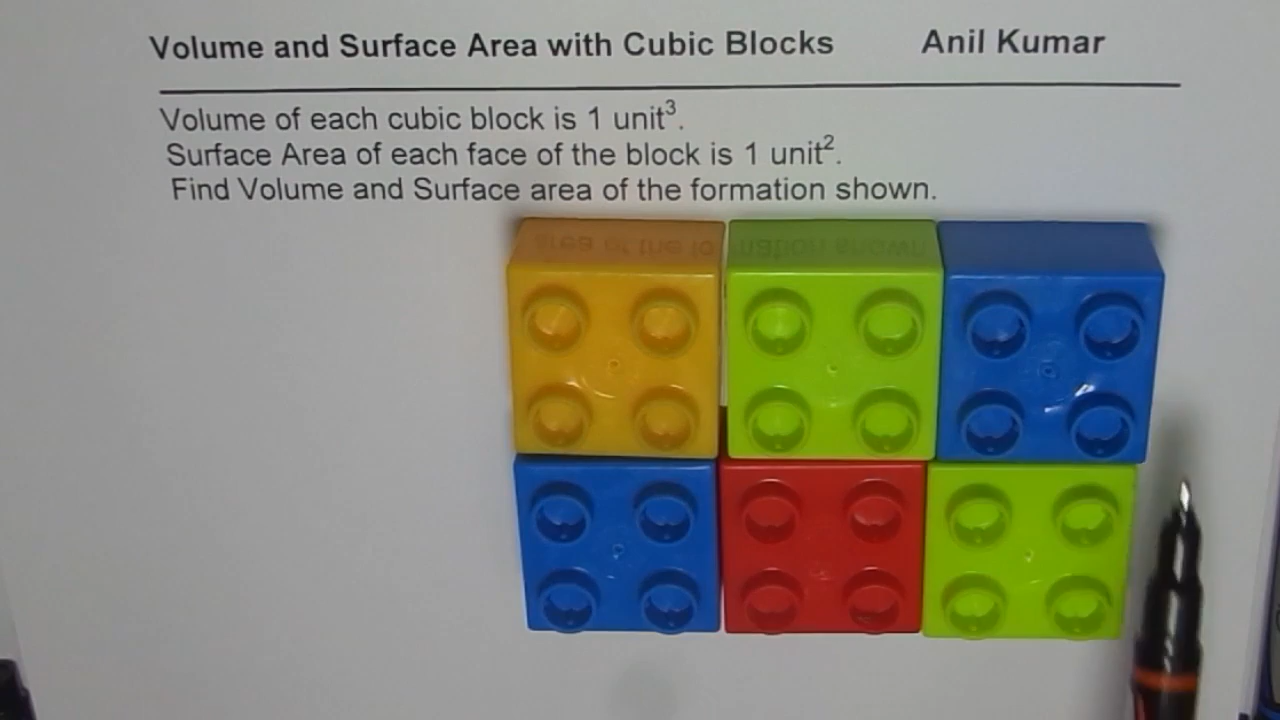 Volume and Surface Area with Cubic Blocks Anil Kumar
Volume of each cubic block is 1 unit³.
Surface Area of each face of the block is 1 unit².
Find Volume and Surface area of the formation shown.